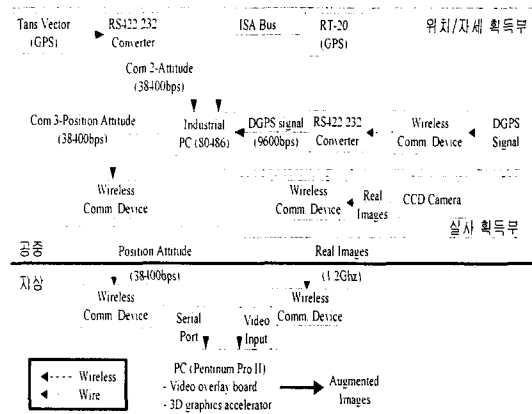 Tans Vector
(GPS)
RS422 232
Converter
ISA Bus
RT-20
(GPS)
위치/자세 획득부
Com 2-Attitude
(38400bps)
Com 3-Position Attitude
(38400bps)
Industrial
PC (80486)
DGPS signal
(9600bps)
RS422 232
Converter
Wireless
Comm. Device
DGPS
Signal
Wireless
Comm. Device
Wireless
Comm. Device
Real
Images
CCD Camera
실사 획득부
공중
Position Attitude
Real Images
지상
(38400bps)
(1.2Ghz)
Wireless
Comm. Device
Wireless
Comm. Device
Serial
Port
Video
Input
PC (Pentium Pro II)
- Video overlay board
- 3D graphics accelerator
Augmented
Images
Wireless
Wire